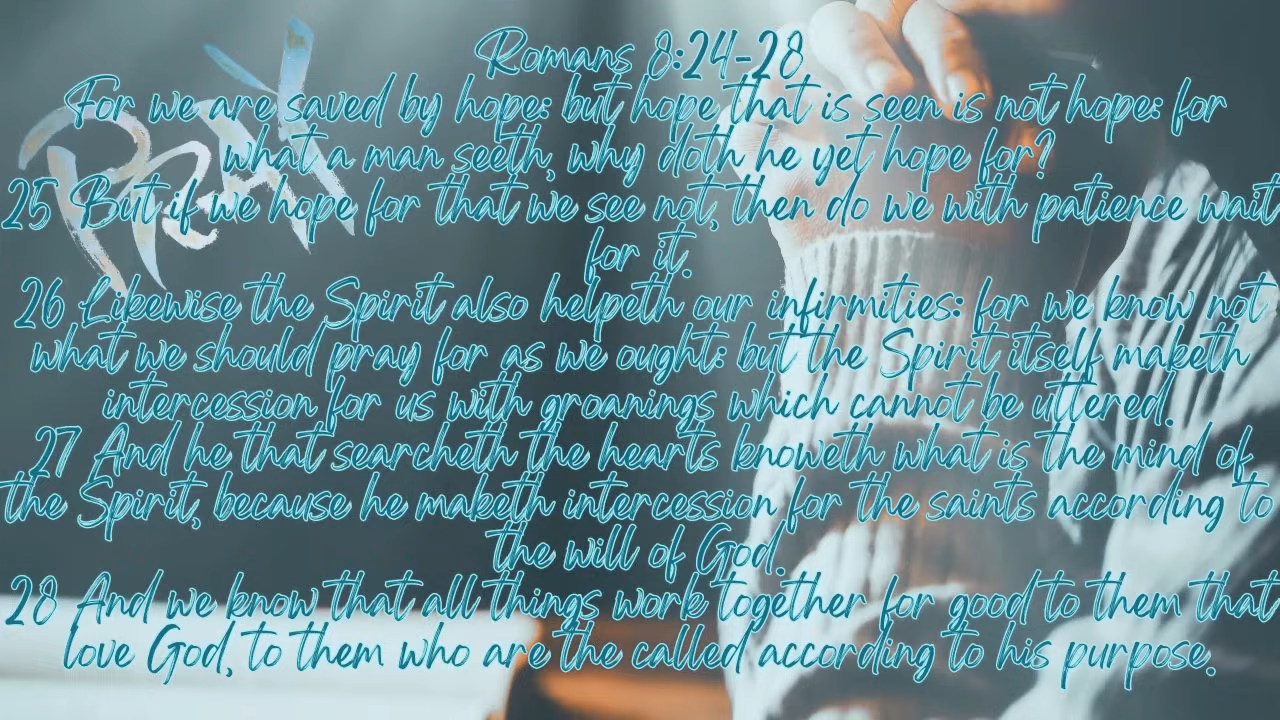 Romans 8:24-28
For we are saved by hope: but hope that is seen is not hope: for
what a man seeth, why doth he yet hope for?
25 But if we hope for that we see not, then do we with patience wait
for it.
26 Likewise the Spirit also helpeth our infirmities: for we know not
what we should pray for as we ought: but the Spirit itself maketh
intercession for us with groanings which cannot be uttered.
27 And he that searcheth the hearts knoweth what is the mind of
the Spirit, because he maketh intercession for the saints according to
the will of God.
28 And we know that all things work together for good to them that
love God, to them who are the called according to his purpose.
PRAY